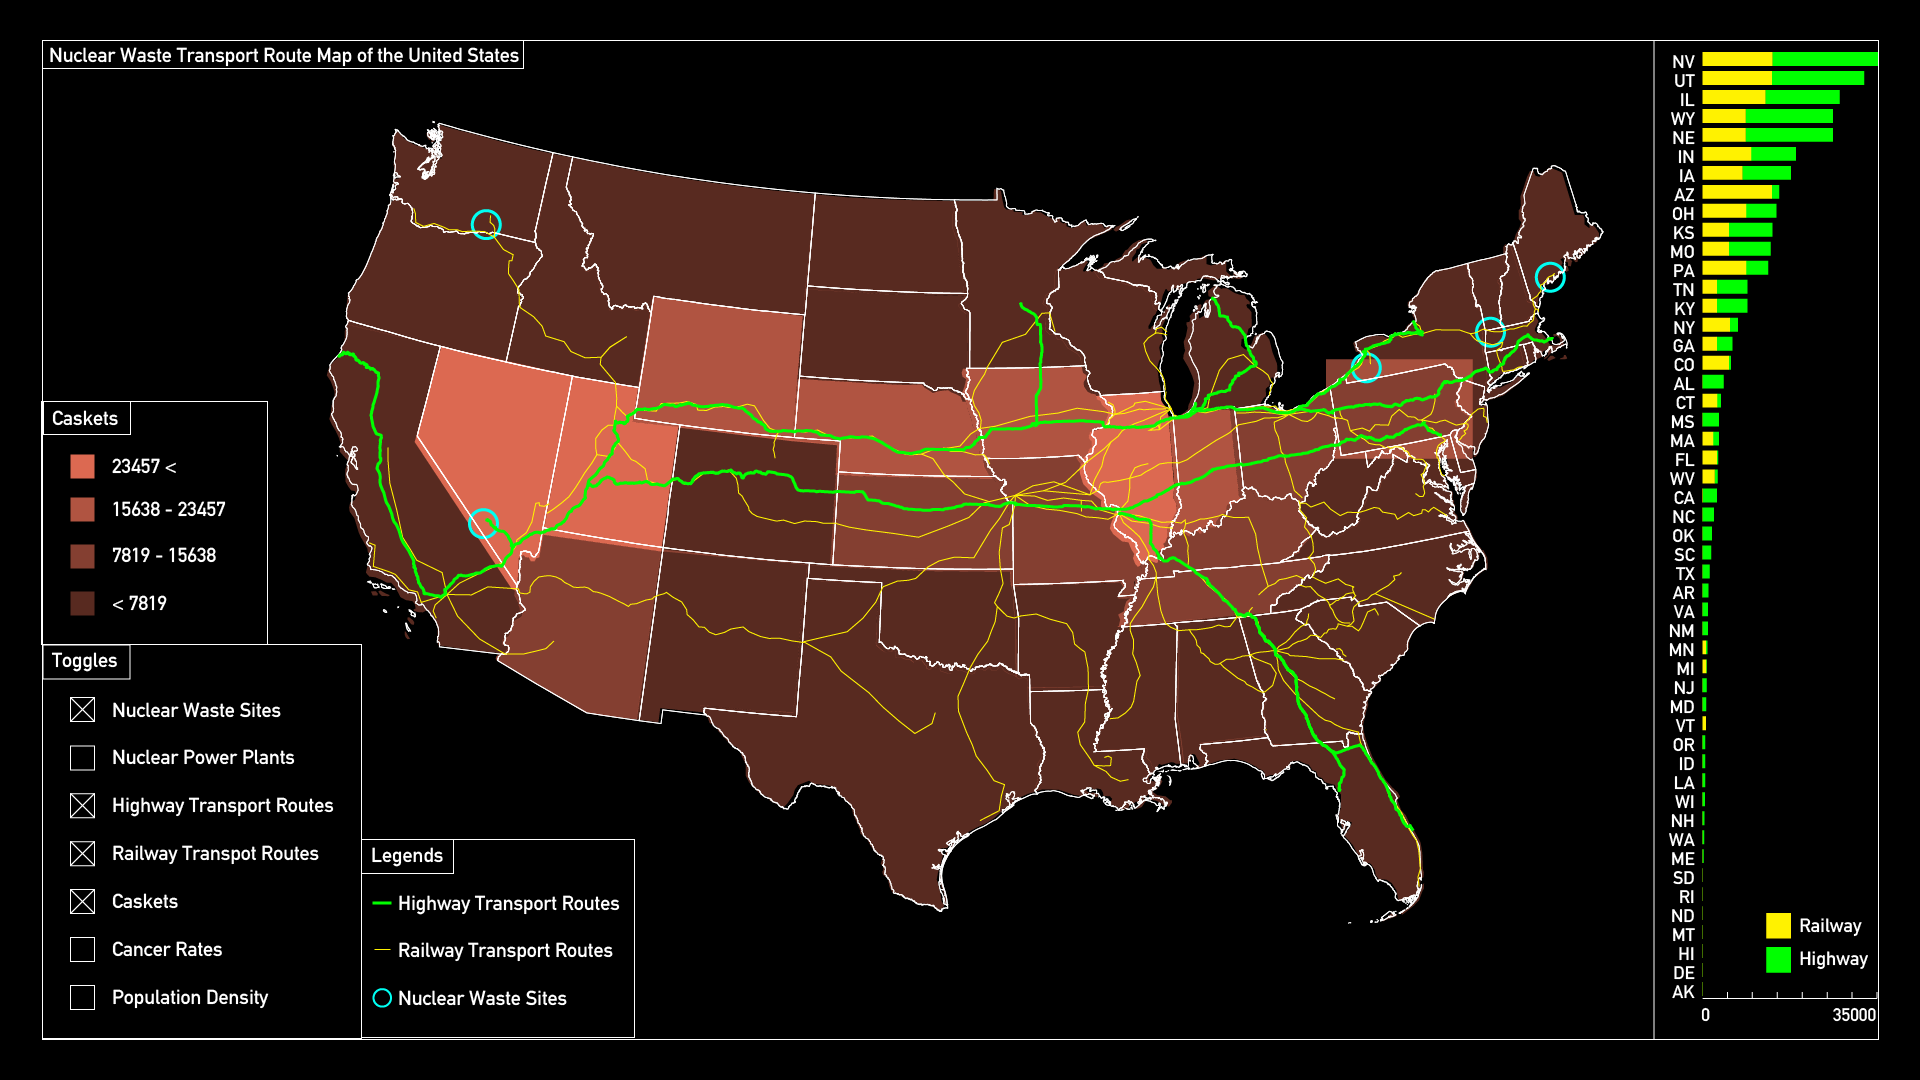 Nuclear Waste Transport Route Map of the United States
Caskets
23457 <
15638 - 23457
7819 - 15638
< 7819
Toggles
Nuclear Waste Sites
Nuclear Power Plants
Highway Transport Routes
Railway Transpot Routes
Caskets
Cancer Rates
Population Density
Legends
Highway Transport Routes
Railway Transport Routes
Nuclear Waste Sites
NV
UT
IL
WY
NE
IN
IA
AZ
OH
KS
MO
PA
TN
KY
NY
GA
CO
AL
CT
MS
MA
FL
WV
CA
NC
OK
SC
TX
AR
VA
NM
MN
MI
NJ
MD
VT
OR
ID
LA
WI
NH
WA
ME
SD
RI
ND
MT
HI
DE
AK
Railway
Highway
0 35000